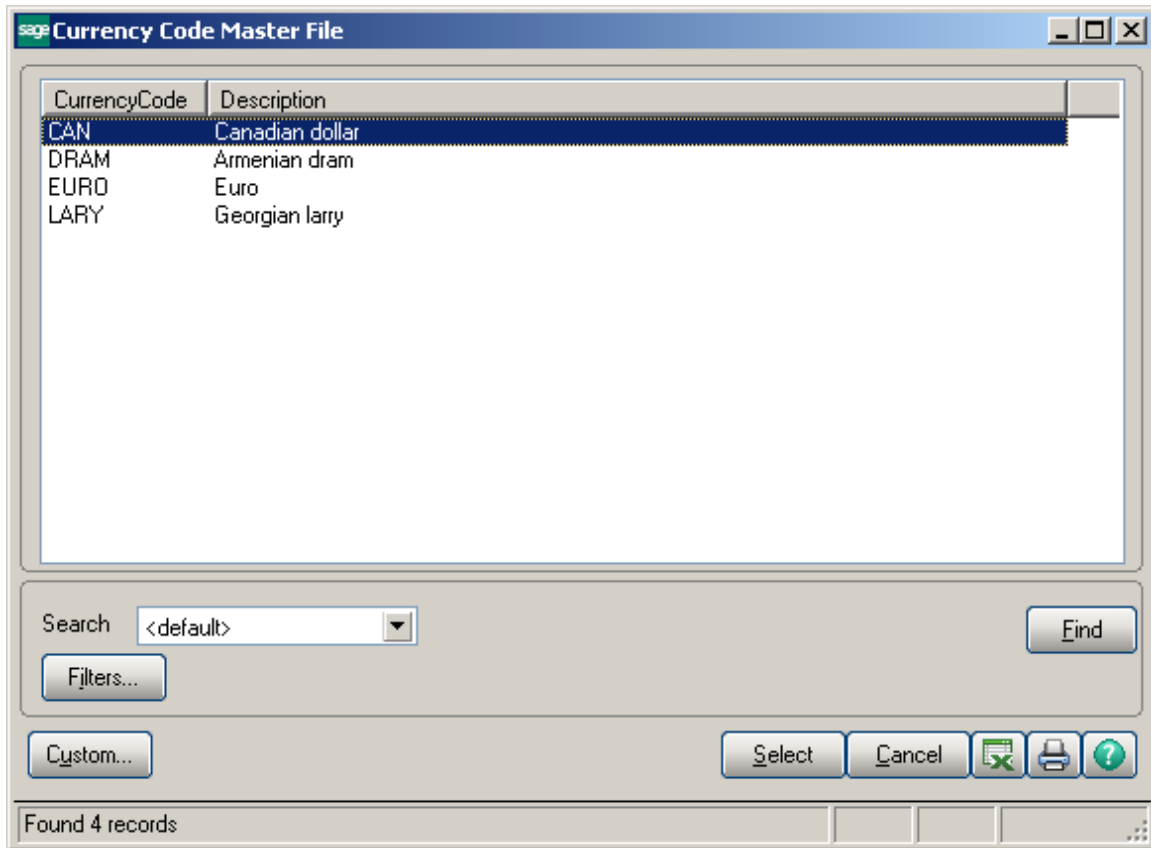 sage Currency Code Master File
CurrencyCode Description
CAN Canadian dollar
DRAM Armenian dram
EURO Euro
LARY Georgian larry
Search <default> Find
Filters...
Custom... Select Cancel
Found 4 records